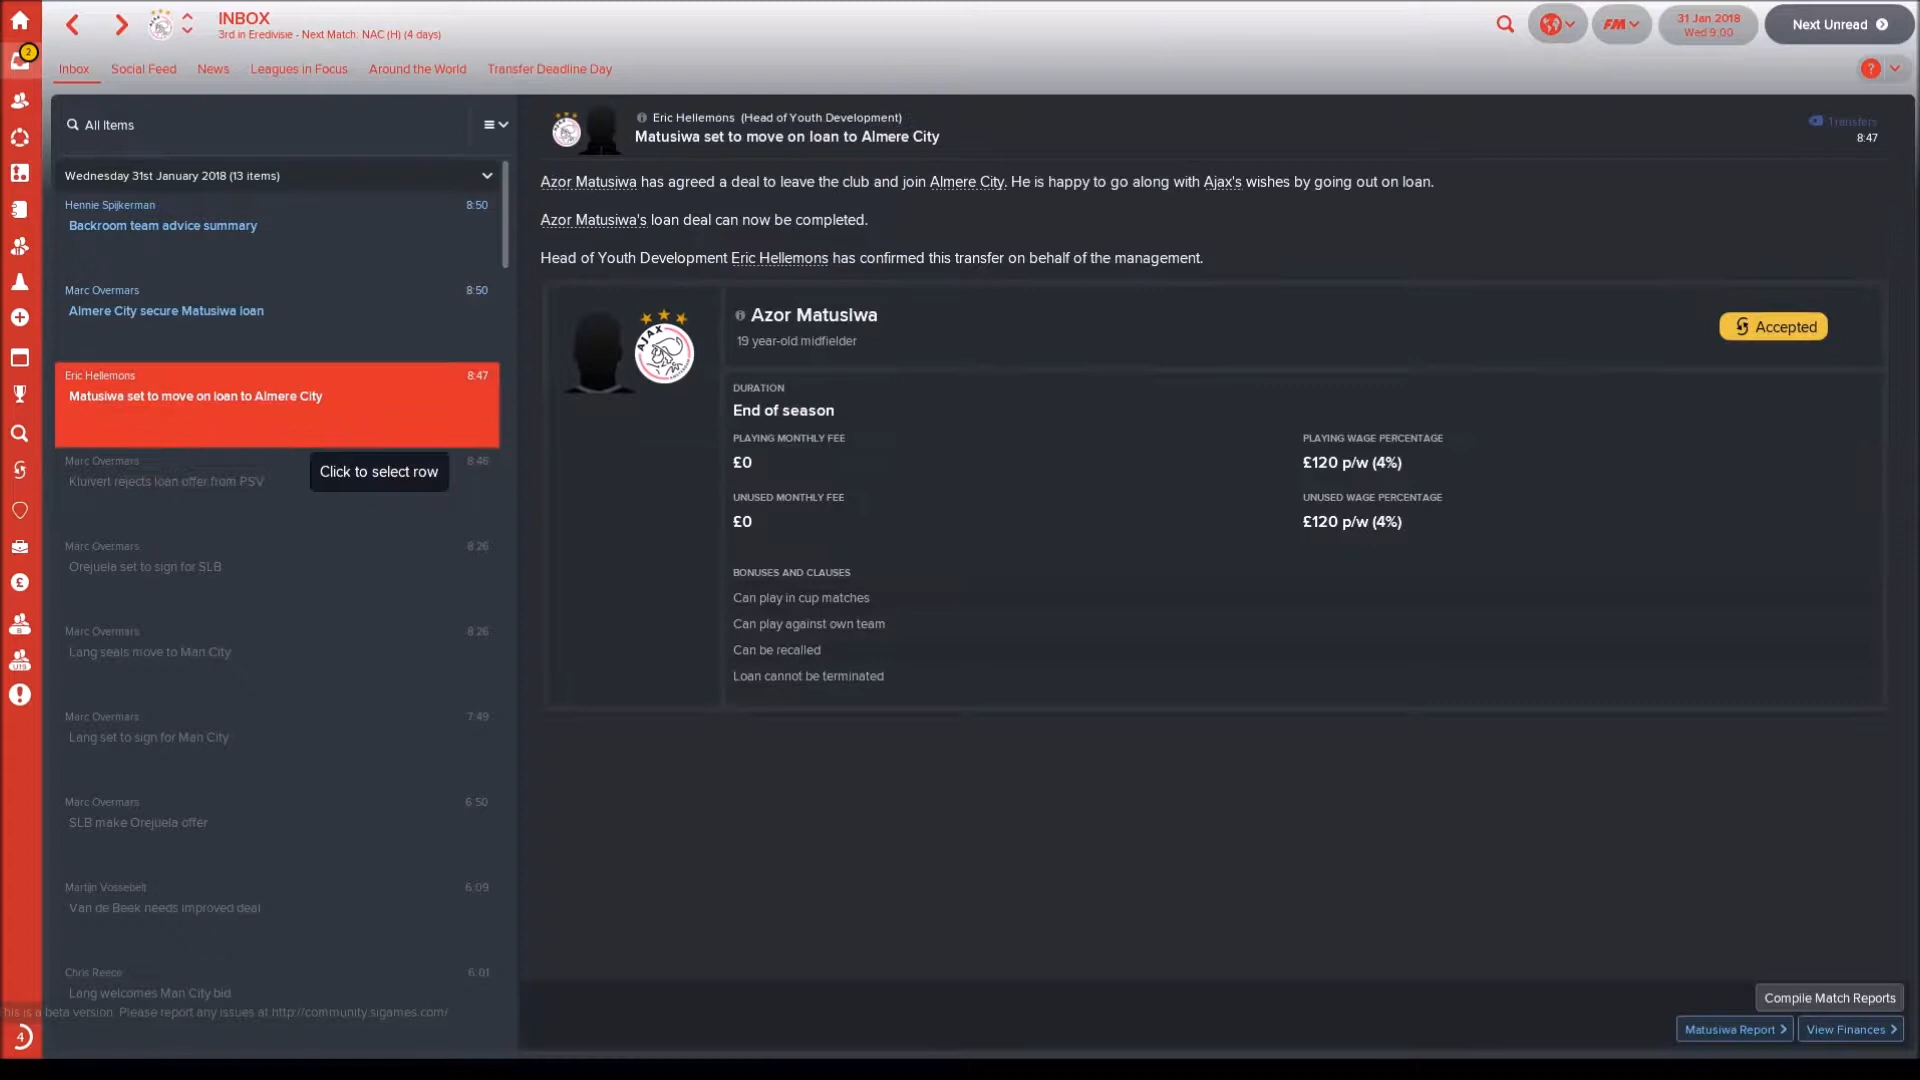 INBOX
3rd in Eredivisie - Next Match: NAC (H) (4 days)
FM
31 Jan 2018
Wed 9:00
Next Unread
2
Inbox
Social Feed
News
Leagues in Focus
Around the World
Transfer Deadline Day
?
All Items
Wednesday 31st January 2018 (13 items)
Hennie Spijkerman 8:50
Backroom team advice summary
Marc Overmars 8:50
Almere City secure Matusiwa loan
Eric Hellemons 8:47
Matusiwa set to move on loan to Almere City
Marc Overmars 8:46
Kluivert rejects loan offer from PSV
Click to select row
Marc Overmars 8:26
Orejuela set to sign for SLB
Marc Overmars 8:26
Lang seals move to Man City
Marc Overmars 7:49
Lang set to sign for Man City
Marc Overmars 6:50
SLB make Orejuela offer
Martijn Vossebelt 6:09
Van de Beek needs improved deal
Chris Reece 6:01
Lang welcomes Man City bid
This is a beta version. Please report any issues at http://community.sigames.com/
B
U19
4
Eric Hellemons (Head of Youth Development)
Matusiwa set to move on loan to Almere City
Transfers
8:47
Azor Matusiwa has agreed a deal to leave the club and join Almere City. He is happy to go along with Ajax's wishes by going out on loan.
Azor Matusiwa's loan deal can now be completed.
Head of Youth Development Eric Hellemons has confirmed this transfer on behalf of the management.
AJAX
Azor Matusiwa
19 year-old midfielder
Accepted
DURATION
End of season
PLAYING MONTHLY FEE
£0
PLAYING WAGE PERCENTAGE
£120 p/w (4%)
UNUSED MONTHLY FEE
£0
UNUSED WAGE PERCENTAGE
£120 p/w (4%)
BONUSES AND CLAUSES
Can play in cup matches
Can play against own team
Can be recalled
Loan cannot be terminated
Compile Match Reports
Matusiwa Report
View Finances